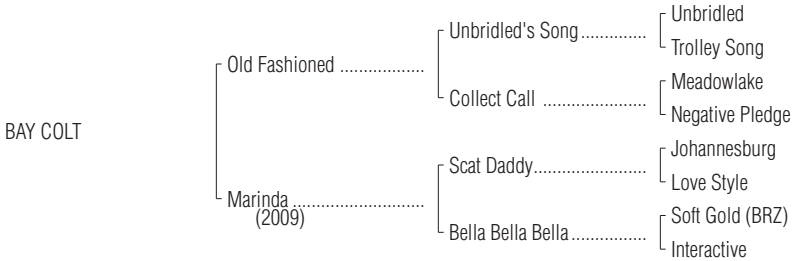 Unbridled
Unbridled's Song..............
Trolley Song
Old Fashioned ..................
Meadowlake
Collect Call ..................
Negative Pledge
BAY COLT
Johannesburg
Scat Daddy....................
Love Style
Marinda ............................
(2009)
Soft Gold (BRZ)
Bella Bella Bella................
Interactive